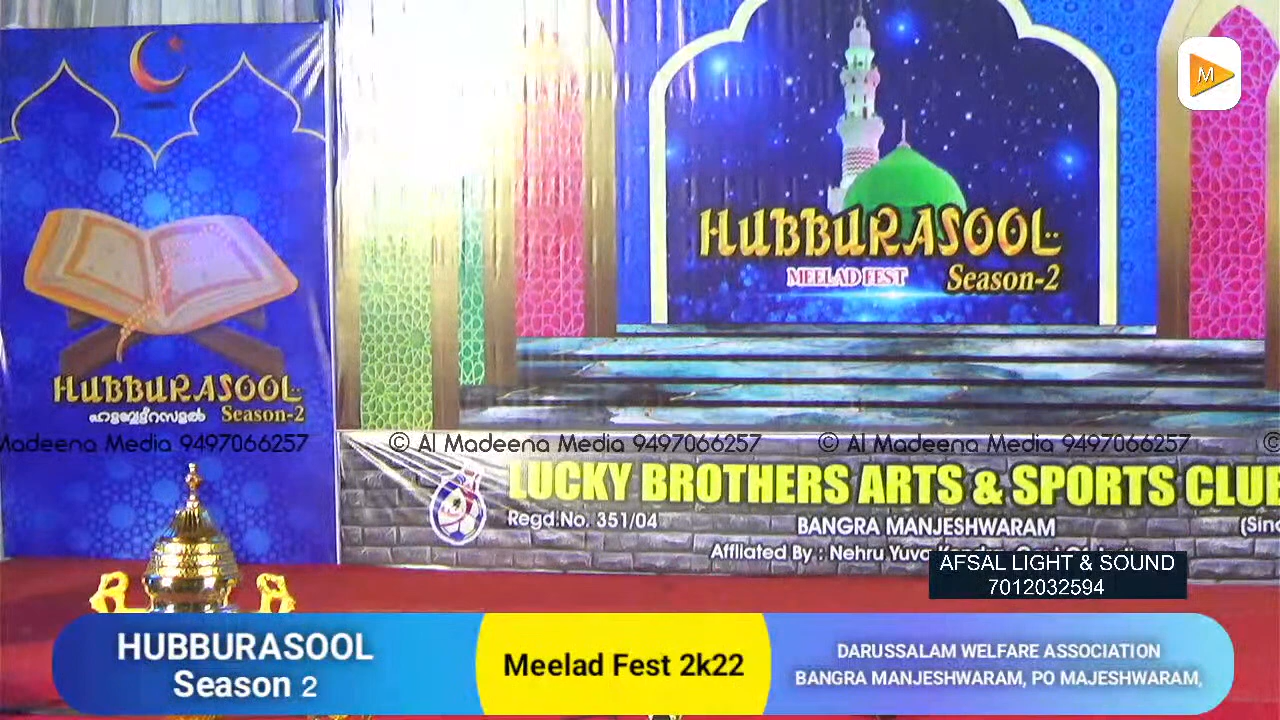 M
HUBBURASOOL
MEELAD FEST Season-2
HUBBURASOOL
ഹുബ്ബുറസൂൽ Season-2
Madeena Media 9497066257 © Al Madeena Media 9497066257 © Al Madeena Media 9497066257 ©
LUCKY BROTHERS ARTS & SPORTS CLUB
Regd.No. 351/04
BANGRA MANJESHWARAM
Affliated By : Nehru Yuva
AFSAL LIGHT & SOUND
7012032594
HUBBURASOOL
Season 2
Meelad Fest 2k22
DARUSSALAM WELFARE ASSOCIATION
BANGRA MANJESHWARAM, PO MAJESHWARAM,